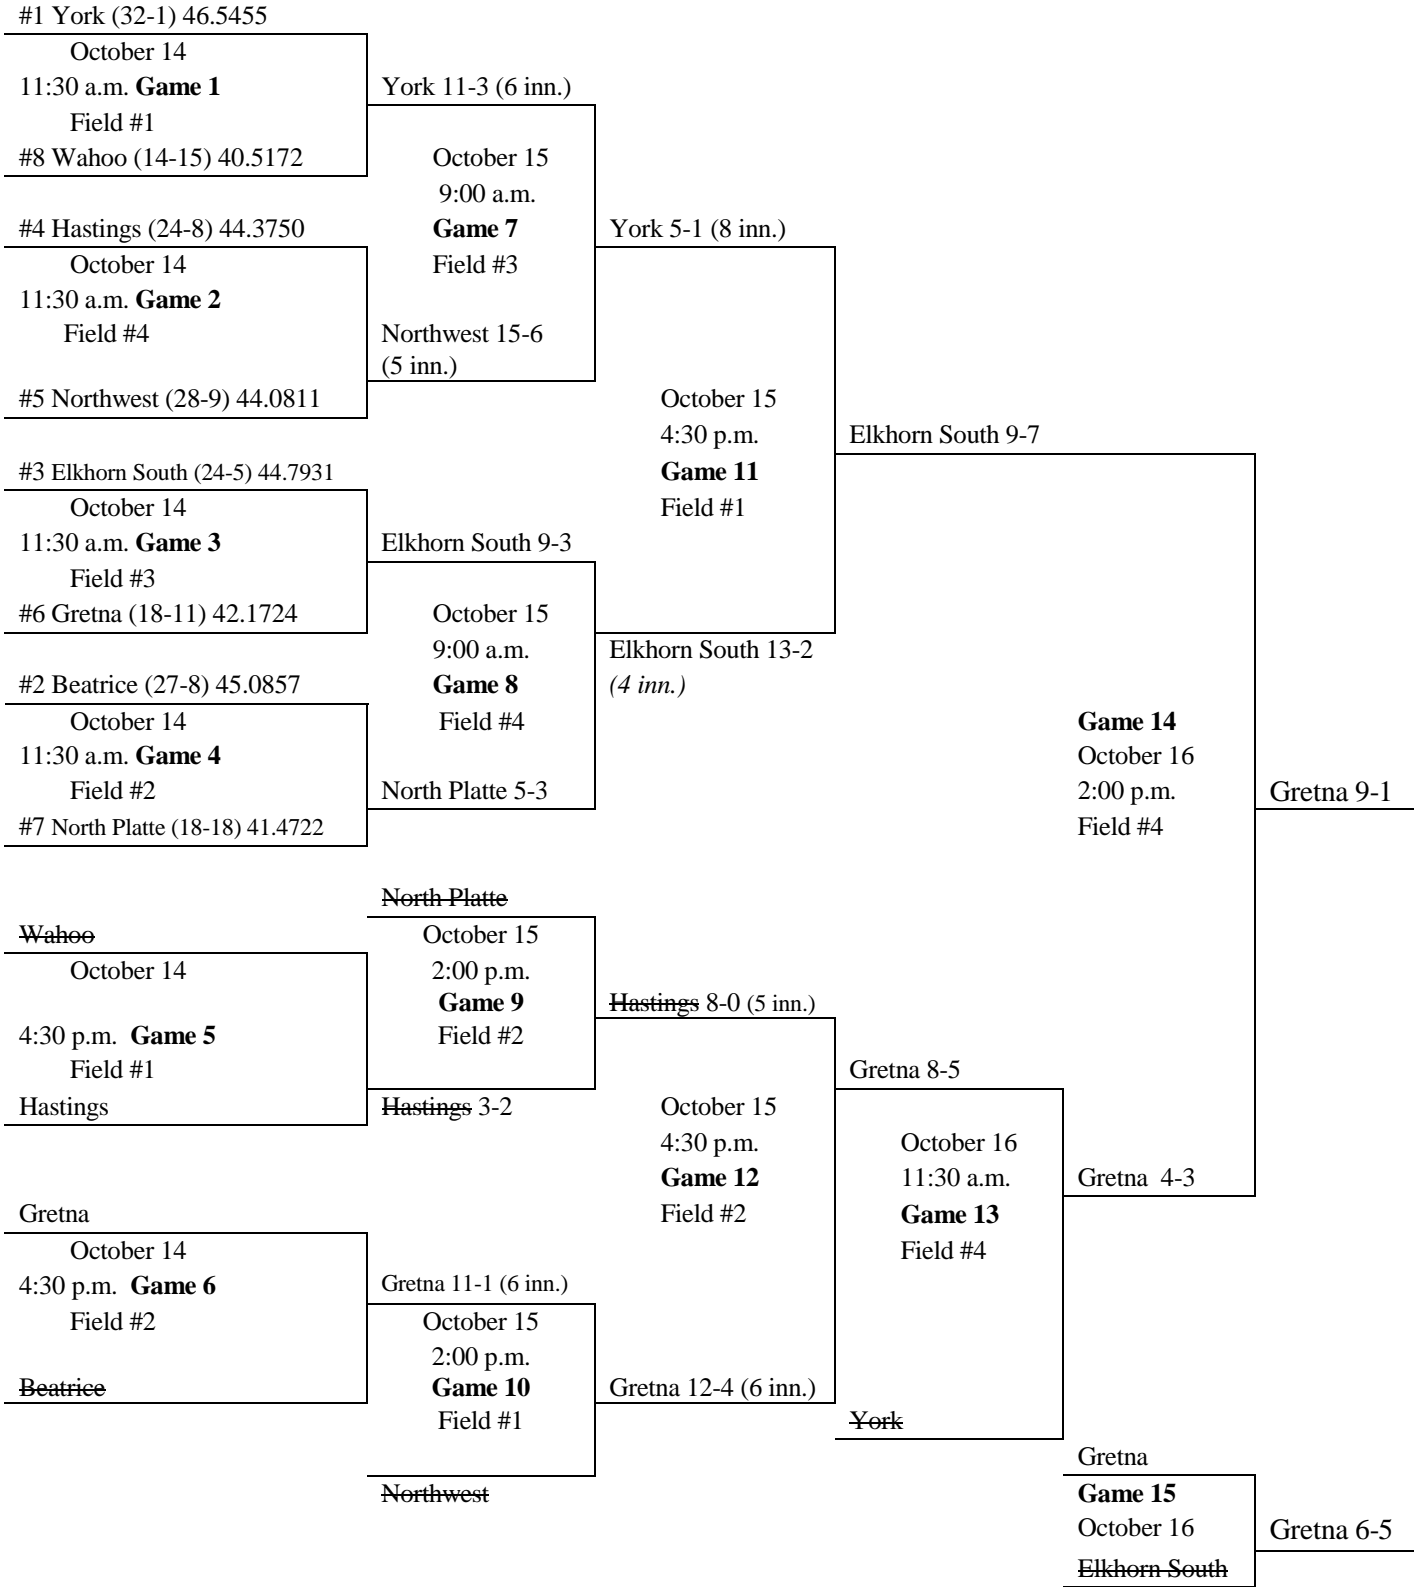 #1 York (32-1) 46.5455
October 14
11:30 a.m. Game 1
Field #1
#8 Wahoo (14-15) 40.5172
York 11-3 (6 inn.)
#4 Hastings (24-8) 44.3750
October 14
11:30 a.m. Game 2
Field #4
#5 Northwest (28-9) 44.0811
October 15
9:00 a.m.
Game 7
Field #3
Northwest 15-6
(5 inn.)
York 5-1 (8 inn.)
#3 Elkhorn South (24-5) 44.7931
October 14
11:30 a.m. Game 3
Field #3
#6 Gretna (18-11) 42.1724
Elkhorn South 9-3
October 15
4:30 p.m.
Game 11
Field #1
Elkhorn South 9-7
#2 Beatrice (27-8) 45.0857
October 14
11:30 a.m. Game 4
Field #2
#7 North Platte (18-18) 41.4722
October 15
9:00 a.m.
Game 8
Field #4
North Platte 5-3
Elkhorn South 13-2
(4 inn.)
Game 14
October 16
2:00 p.m.
Field #4
Gretna 9-1
Wahoo
October 14
4:30 p.m. Game 5
Field #1
Hastings
North Platte
October 15
2:00 p.m.
Game 9
Field #2
Hastings 3-2
Hastings 8-0 (5 inn.)
Gretna
October 14
4:30 p.m. Game 6
Field #2
Beatrice
Gretna 11-1 (6 inn.)
October 15
2:00 p.m.
Game 10
Field #1
Northwest
October 15
4:30 p.m.
Game 12
Field #2
Gretna 12-4 (6 inn.)
Gretna 8-5
October 16
11:30 a.m.
Game 13
Field #4
York
Gretna 4-3
Gretna
Game 15
October 16
Elkhorn South
Gretna 6-5